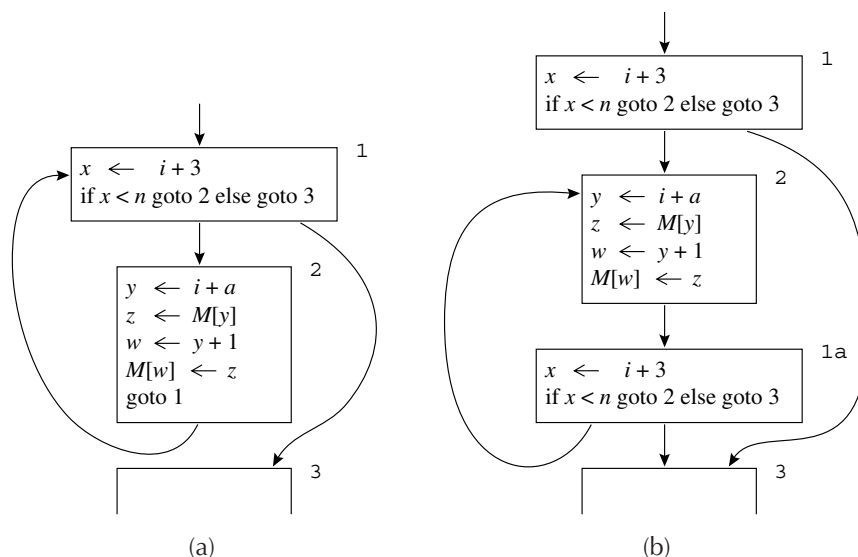 1
x ← i + 3
if x < n goto 2 else goto 3
2
y ← i + a
z ← M[y]
w ← y + 1
M[w] ← z
goto 1
3
(a)
1
x ← i + 3
if x < n goto 2 else goto 3
2
y ← i + a
z ← M[y]
w ← y + 1
M[w] ← z
1a
x ← i + 3
if x < n goto 2 else goto 3
3
(b)